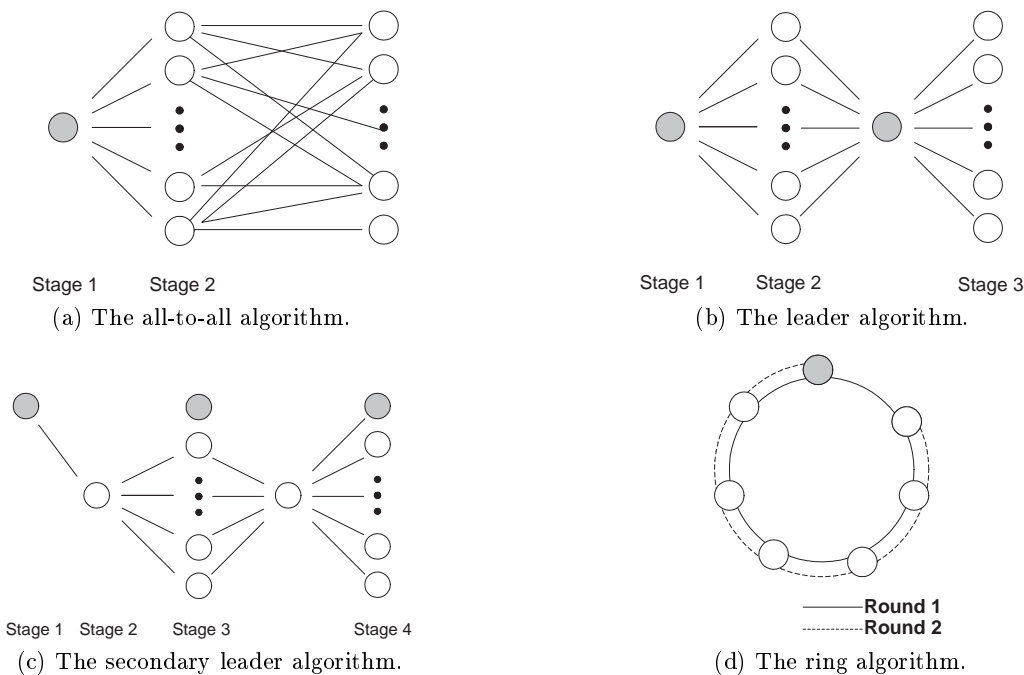 Stage 1 Stage 2
(a) The all-to-all algorithm.
Stage 1 Stage 2 Stage 3
(b) The leader algorithm.
Stage 1 Stage 2 Stage 3 Stage 4
(c) The secondary leader algorithm.
Round 1
Round 2
(d) The ring algorithm.